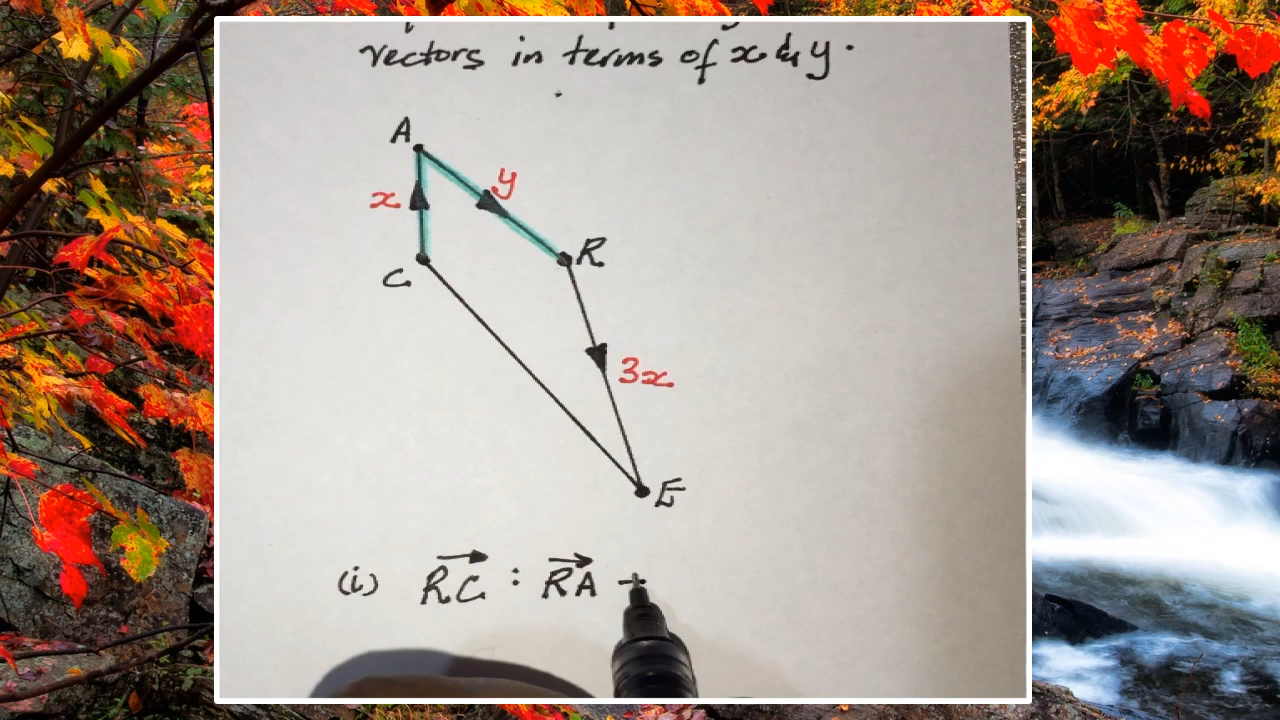 vectors in terms of x & y.
A
y
x
R
C
3x
E
(i) RC : RA +